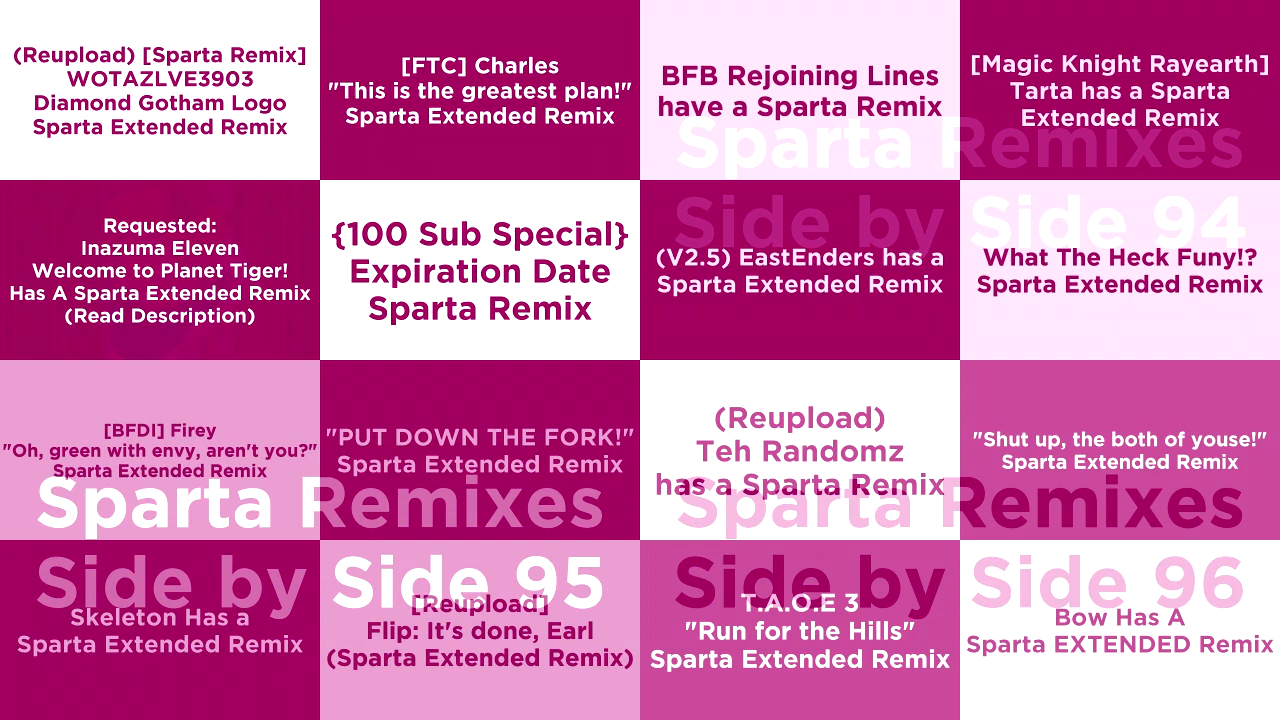 (Reupload) [Sparta Remix]
WOTAZLVE3903
Diamond Gotham Logo
Sparta Extended Remix
[FTC] Charles
"This is the greatest plan!"
Sparta Extended Remix
BFB Rejoining Lines
have a Sparta Remix
[Magic Knight Rayearth]
Tarta has a Sparta
Extended Remix
Sparta Remixes
Side by Side 94
Requested:
Inazuma Eleven
Welcome to Planet Tiger!
Has A Sparta Extended Remix
(Read Description)
{100 Sub Special}
Expiration Date
Sparta Remix
(V2.5) EastEnders has a
Sparta Extended Remix
What The Heck Funy!?
Sparta Extended Remix
[BFDI] Firey
"Oh, green with envy, aren't you?"
Sparta Extended Remix
"PUT DOWN THE FORK!"
Sparta Extended Remix
Sparta Remixes
Side by Side 95
(Reupload)
Teh Randomz
has a Sparta Remix
"Shut up, the both of youse!"
Sparta Extended Remix
Sparta Remixes
Side by Side 96
Skeleton Has a
Sparta Extended Remix
[Reupload]
Flip: It's done, Earl
(Sparta Extended Remix)
T.A.O.E 3
"Run for the Hills"
Sparta Extended Remix
Bow Has A
Sparta EXTENDED Remix